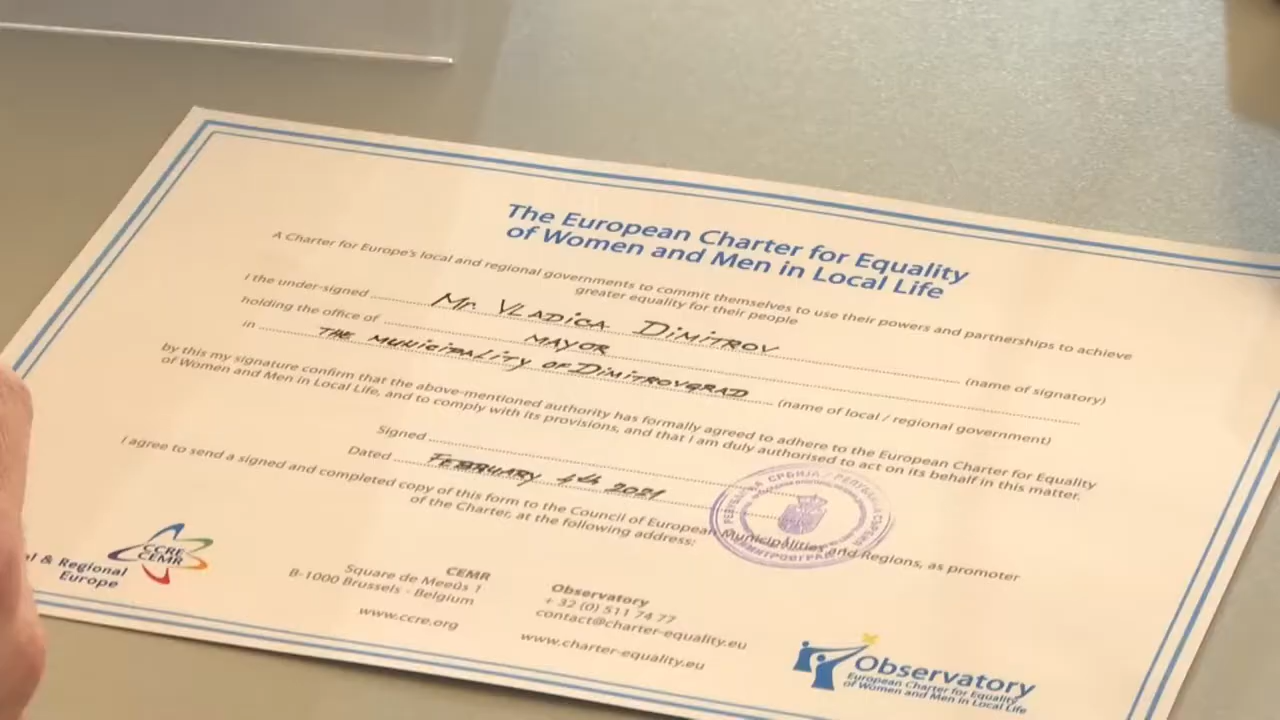 The European Charter for Equality
of Women and Men in Local Life
A Charter for Europe's local and regional governments to commit themselves to use their powers and partnerships to achieve
greater equality for their people
I the under-signed Mr. VLADICA DIMITROV (name of signatory)
holding the office of MAYOR
in THE MUNICIPALITY OF DIMITROVGRAD (name of local / regional government)
by this my signature confirm that the above-mentioned authority has formally agreed to adhere to the European Charter for Equality
of Women and Men in Local Life, and to comply with its provisions, and that I am duly authorised to act on its behalf in this matter.
Signed
Dated FEBRUARY 4th 2021
I agree to send a signed and completed copy of this form to the Council of European Municipalities and Regions, as promoter
of the Charter, at the following address:
РЕПУБЛИКА СРБИЈА
ДИМИТРОВГРАД
CCRE
CEMR
al & Regional
Europe
CEMR
Square de Meeûs 1
B-1000 Brussels - Belgium
www.ccre.org
Observatory
+ 32 (0) 511 74 77
contact@charter-equality.eu
www.charter-equality.eu
Observatory
European Charter for Equality
of Women and Men in Local Life